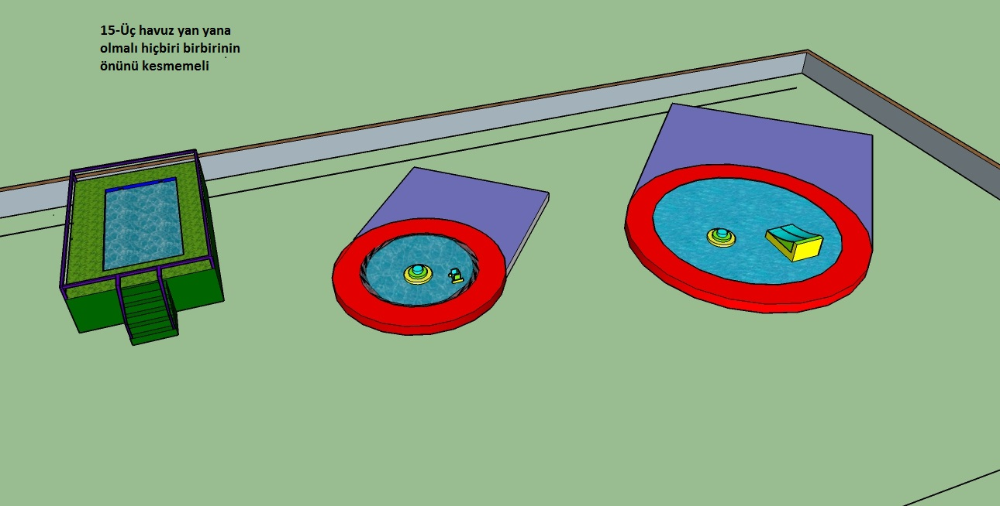 15-Üç havuz yan yana
olmalı hiçbiri birbirinin
önünü kesmemeli